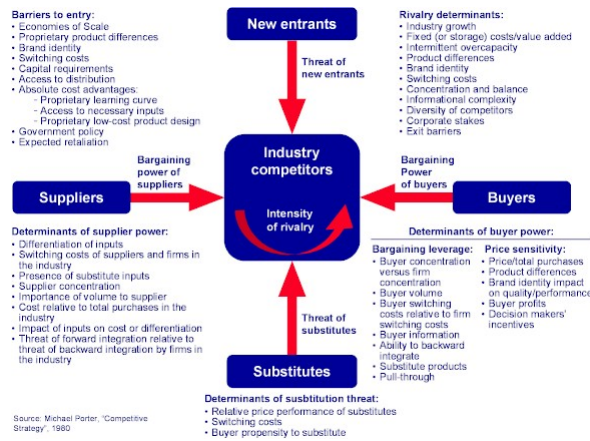 Barriers to entry:
• Economies of Scale
• Proprietary product differences
• Brand identity
• Switching costs
• Capital requirements
• Access to distribution
• Absolute cost advantages:
- Proprietary learning curve
- Access to necessary inputs
- Proprietary low-cost product design
• Government policy
• Expected retaliation
New entrants
Threat of
new entrants
Rivalry determinants:
• Industry growth
• Fixed (or storage) costs/value added
• Intermittent overcapacity
• Product differences
• Brand identity
• Switching costs
• Concentration and balance
• Informational complexity
• Diversity of competitors
• Corporate stakes
• Exit barriers
Bargaining
power of
suppliers
Suppliers
Industry
competitors
Intensity
of rivalry
Bargaining
Power
of buyers
Buyers
Determinants of supplier power:
• Differentiation of inputs
• Switching costs of suppliers and firms in
the industry
• Presence of substitute inputs
• Supplier concentration
• Importance of volume to supplier
• Cost relative to total purchases in the
industry
• Impact of inputs on cost or differentiation
• Threat of forward integration relative to
threat of backward integration by firms in
the industry
Threat of
substitutes
Substitutes
Determinants of buyer power:
Bargaining leverage:
• Buyer concentration
versus firm
concentration
• Buyer volume
• Buyer switching
costs relative to firm
switching costs
• Buyer information
• Ability to backward
integrate
• Substitute products
• Pull-through
Price sensitivity:
• Price/total purchases
• Product differences
• Brand identity impact
on quality/performance
• Buyer profits
• Decision makers'
incentives
Determinants of susbtitution threat:
• Relative price performance of substitutes
• Switching costs
• Buyer propensity to substitute
Source: Michael Porter, "Competitive
Strategy", 1980